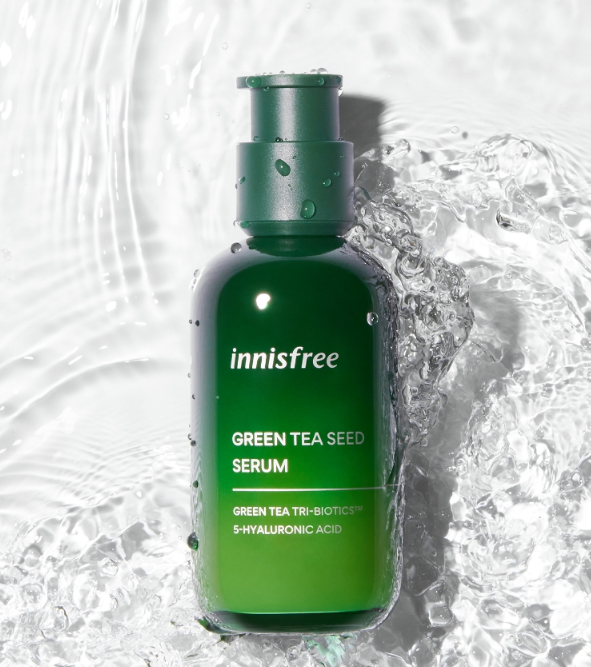 innisfree
GREEN TEA SEED
SERUM
GREEN TEA TRI-BIOTICS™
5-HYALURONIC ACID